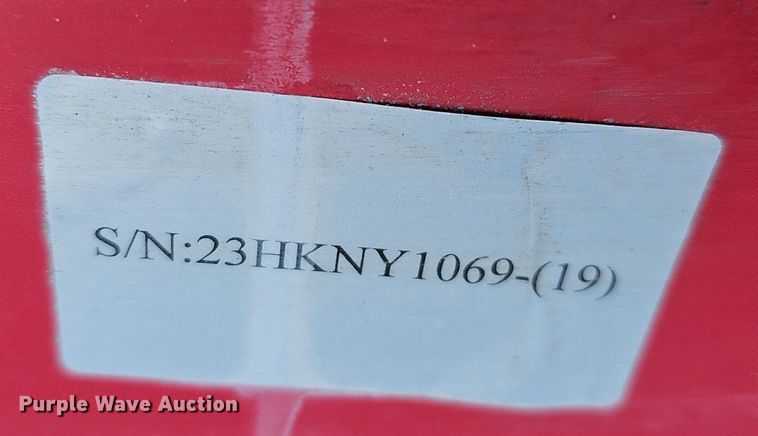 S/N:23HKNY1069-(19)
Purple Wave Auction